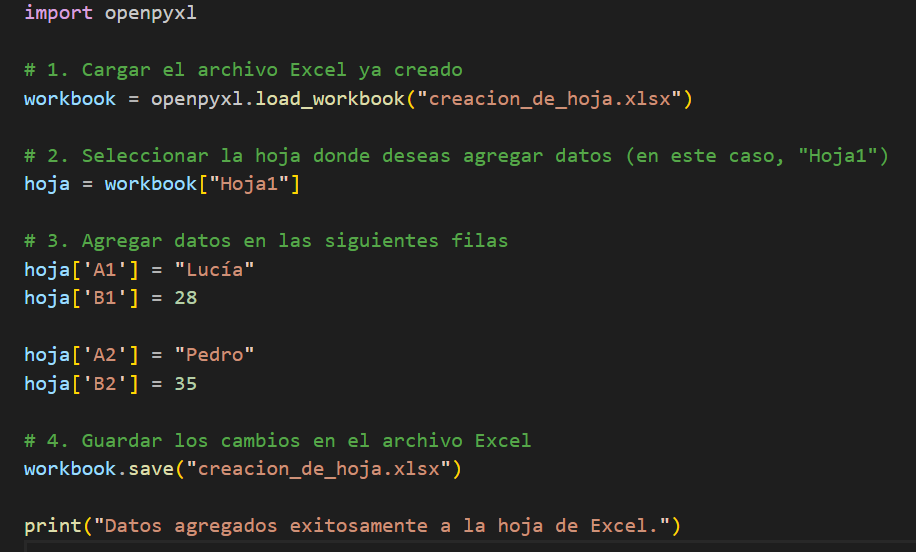 import openpyxl
# 1. Cargar el archivo Excel ya creado
workbook = openpyxl.load_workbook("creacion_de_hoja.xlsx")
# 2. Seleccionar la hoja donde deseas agregar datos (en este caso, "Hoja1")
hoja = workbook["Hoja1"]
# 3. Agregar datos en las siguientes filas
hoja['A1'] = "Lucía"
hoja['B1'] = 28
hoja['A2'] = "Pedro"
hoja['B2'] = 35
# 4. Guardar los cambios en el archivo Excel
workbook.save("creacion_de_hoja.xlsx")
print("Datos agregados exitosamente a la hoja de Excel.")